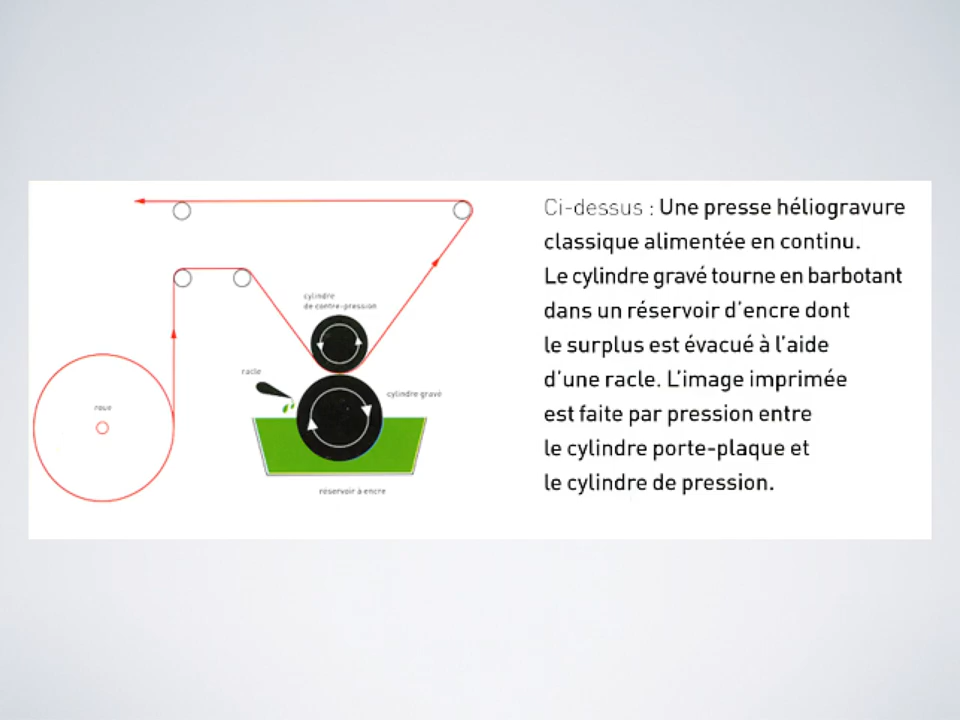 cylindre
de contre-pression
racle
cylindre gravé
roue
réservoir à encre
Ci-dessus : Une presse héliogravure
classique alimentée en continu.
Le cylindre gravé tourne en barbotant
dans un réservoir d'encre dont
le surplus est évacué à l'aide
d'une racle. L'image imprimée
est faite par pression entre
le cylindre porte-plaque et
le cylindre de pression.